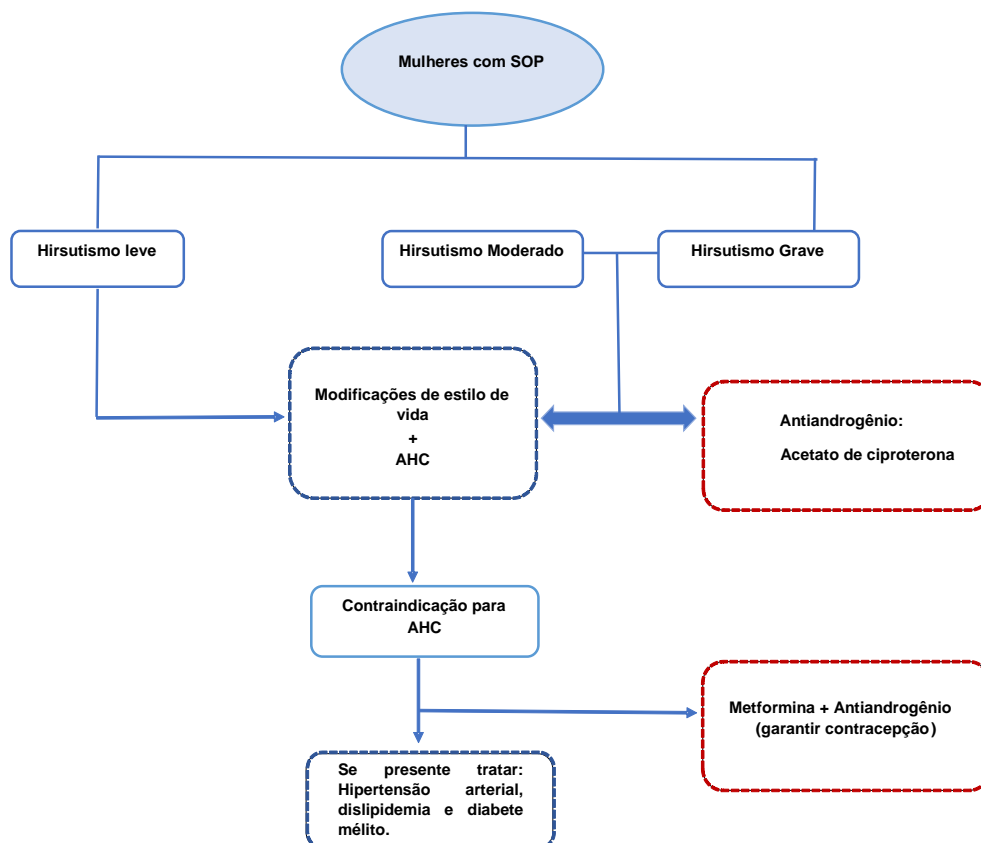 Mulheres com SOP
Hirsutismo leve
Hirsutismo Moderado
Hirsutismo Grave
Modificações de estilo de
vida
+
AHC
Antiandrogênio:
Acetato de ciproterona
Contraindicação para
AHC
Metformina + Antiandrogênio
(garantir contracepção)
Se presente tratar:
Hipertensão arterial,
dislipidemia e diabete
mélito.